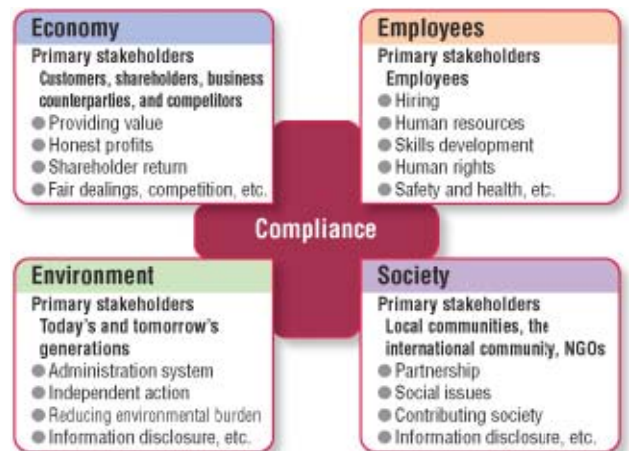 Economy
Primary stakeholders
Customers, shareholders, business
counterparties, and competitors
● Providing value
● Honest profits
● Shareholder return
● Fair dealings, competition, etc.
Employees
Primary stakeholders
Employees
● Hiring
● Human resources
● Skills development
● Human rights
● Safety and health, etc.
Compliance
Environment
Primary stakeholders
Today's and tomorrow's
generations
● Administration system
● Independent action
● Reducing environmental burden
● Information disclosure, etc.
Society
Primary stakeholders
Local communities, the
international community, NGOs
● Partnership
● Social issues
● Contributing society
● Information disclosure, etc.